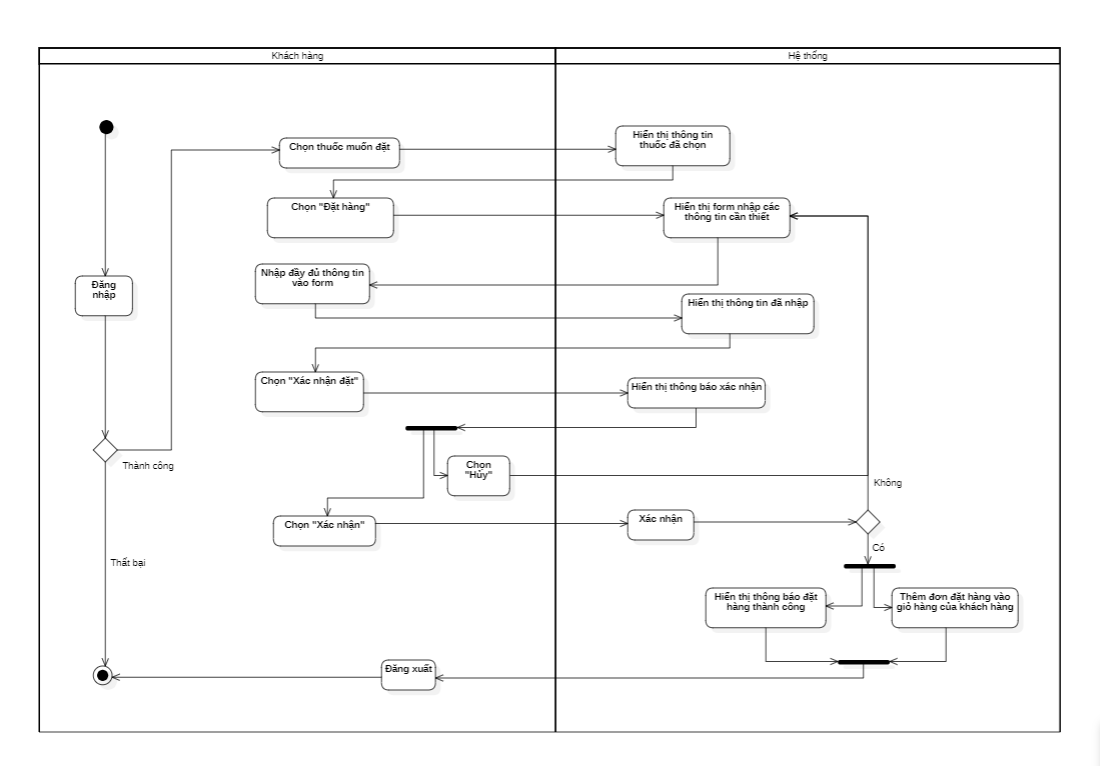 Khách hàng
Hệ thống
Chọn thuốc muốn đặt
Hiển thị thông tin
thuốc đã chọn
Chọn "Đặt hàng"
Hiển thị form nhập các
thông tin cần thiết
Đăng
nhập
Nhập đầy đủ thông tin
vào form
Hiển thị thông tin đã nhập
Chọn "Xác nhận đặt"
Hiển thị thông báo xác nhận
Thành công
Chọn
"Hủy"
Không
Chọn "Xác nhận"
Xác nhận
Có
Thất bại
Hiển thị thông báo đặt
hàng thành công
Thêm đơn đặt hàng vào
giỏ hàng của khách hàng
Đăng xuất